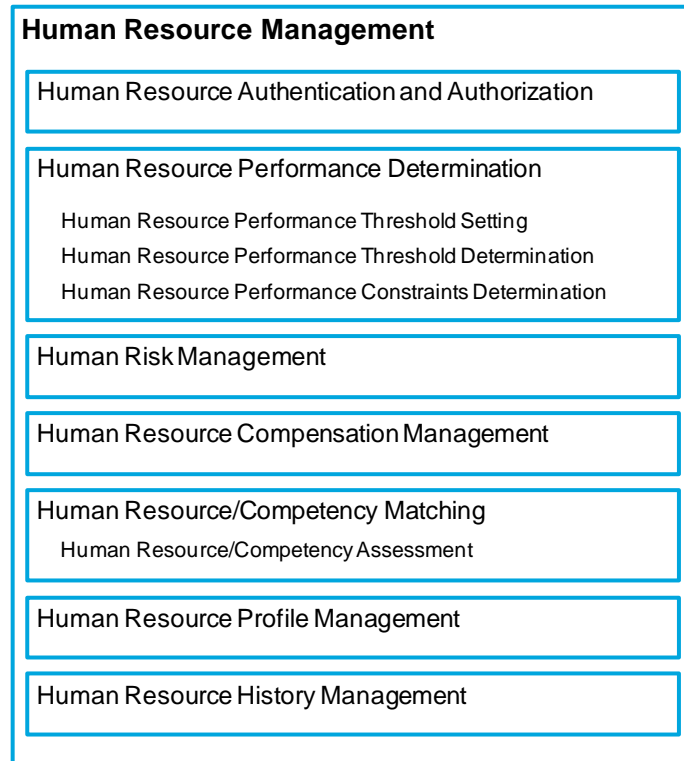 Human Resource Management
Human Resource Authentication and Authorization
Human Resource Performance Determination
Human Resource Performance Threshold Setting
Human Resource Performance Threshold Determination
Human Resource Performance Constraints Determination
Human Risk Management
Human Resource Compensation Management
Human Resource/Competency Matching
Human Resource/Competency Assessment
Human Resource Profile Management
Human Resource History Management